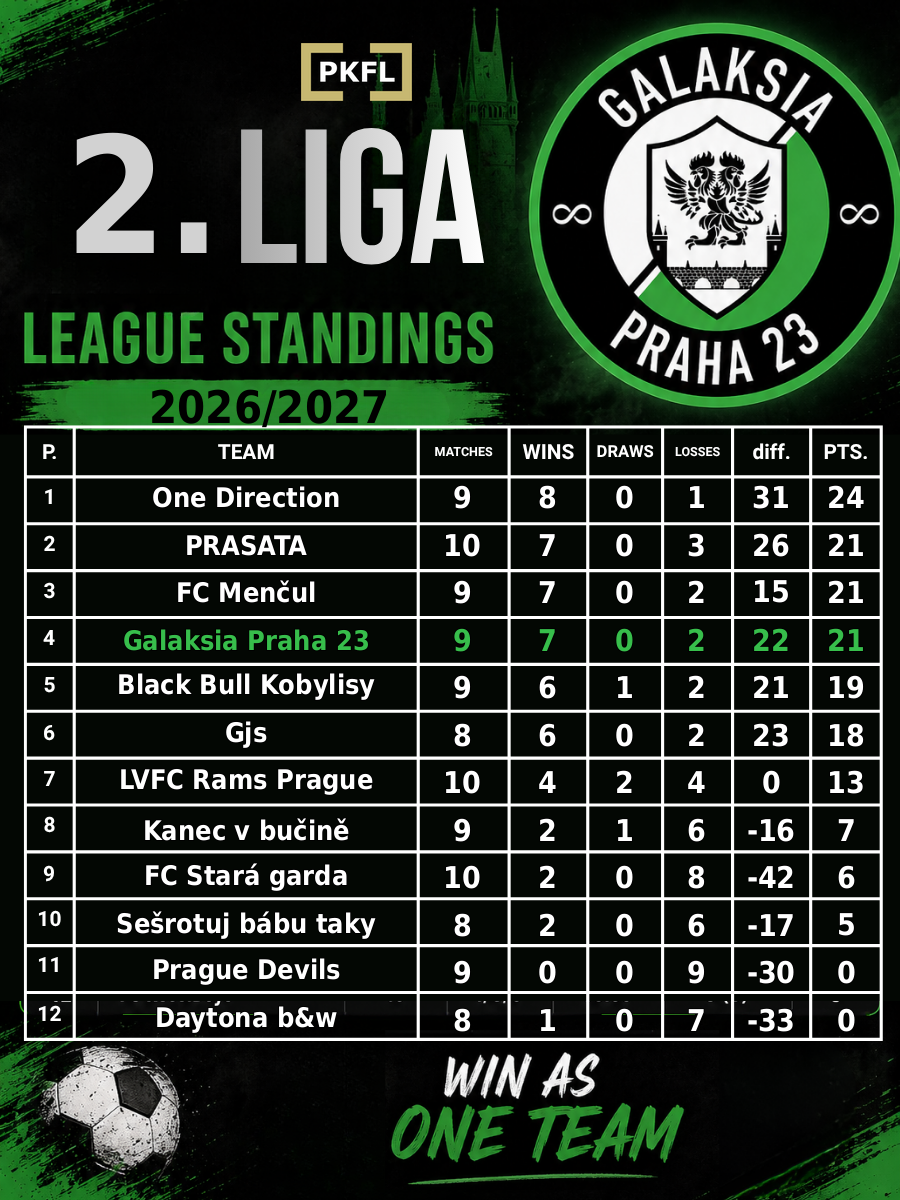 PKFL
2. LIGA
GALAKSIA
PRAHA 23
LEAGUE STANDINGS
2026/2027
P. TEAM MATCHES WINS DRAWS LOSSES diff. PTS.
1 One Direction 9 8 0 1 31 24
2 PRASATA 10 7 0 3 26 21
3 FC Menčul 9 7 0 2 15 21
4 Galaksia Praha 23 9 7 0 2 22 21
5 Black Bull Kobylisy 9 6 1 2 21 19
6 Gjs 8 6 0 2 23 18
7 LVFC Rams Prague 10 4 2 4 0 13
8 Kanec v bučině 9 2 1 6 -16 7
9 FC Stará garda 10 2 0 8 -42 6
10 Sešrotuj bábu taky 8 2 0 6 -17 5
11 Prague Devils 9 0 0 9 -30 0
12 Daytona b&w 8 1 0 7 -33 0
WIN AS
ONE TEAM